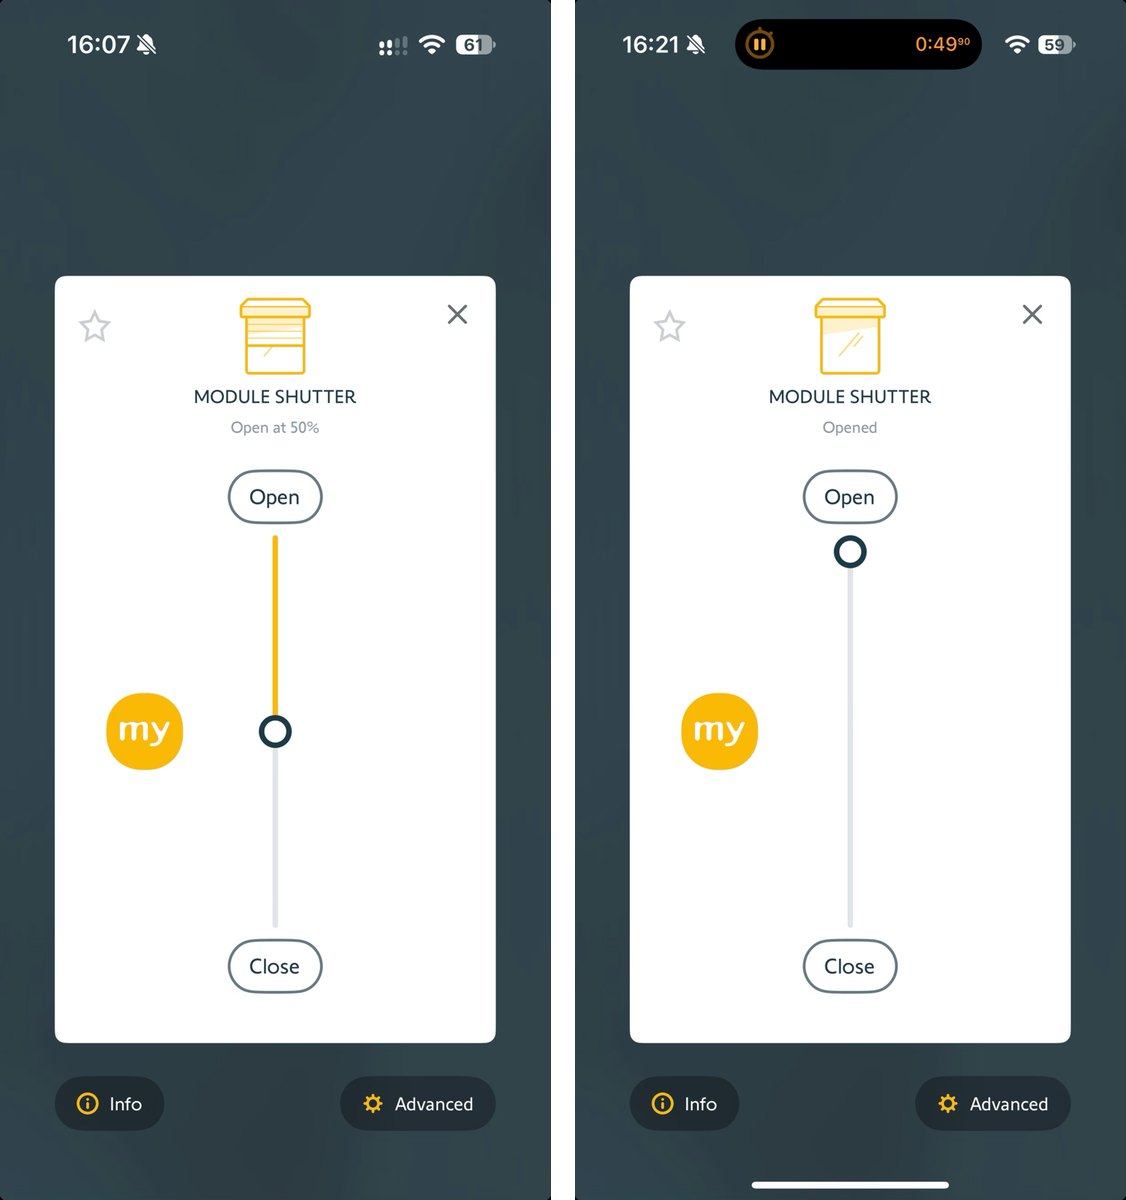 16:07
61
MODULE SHUTTER
Open at 50%
Open
my
Close
Info
Advanced
16:21
0:49⁹⁰
59
MODULE SHUTTER
Opened
Open
my
Close
Info
Advanced